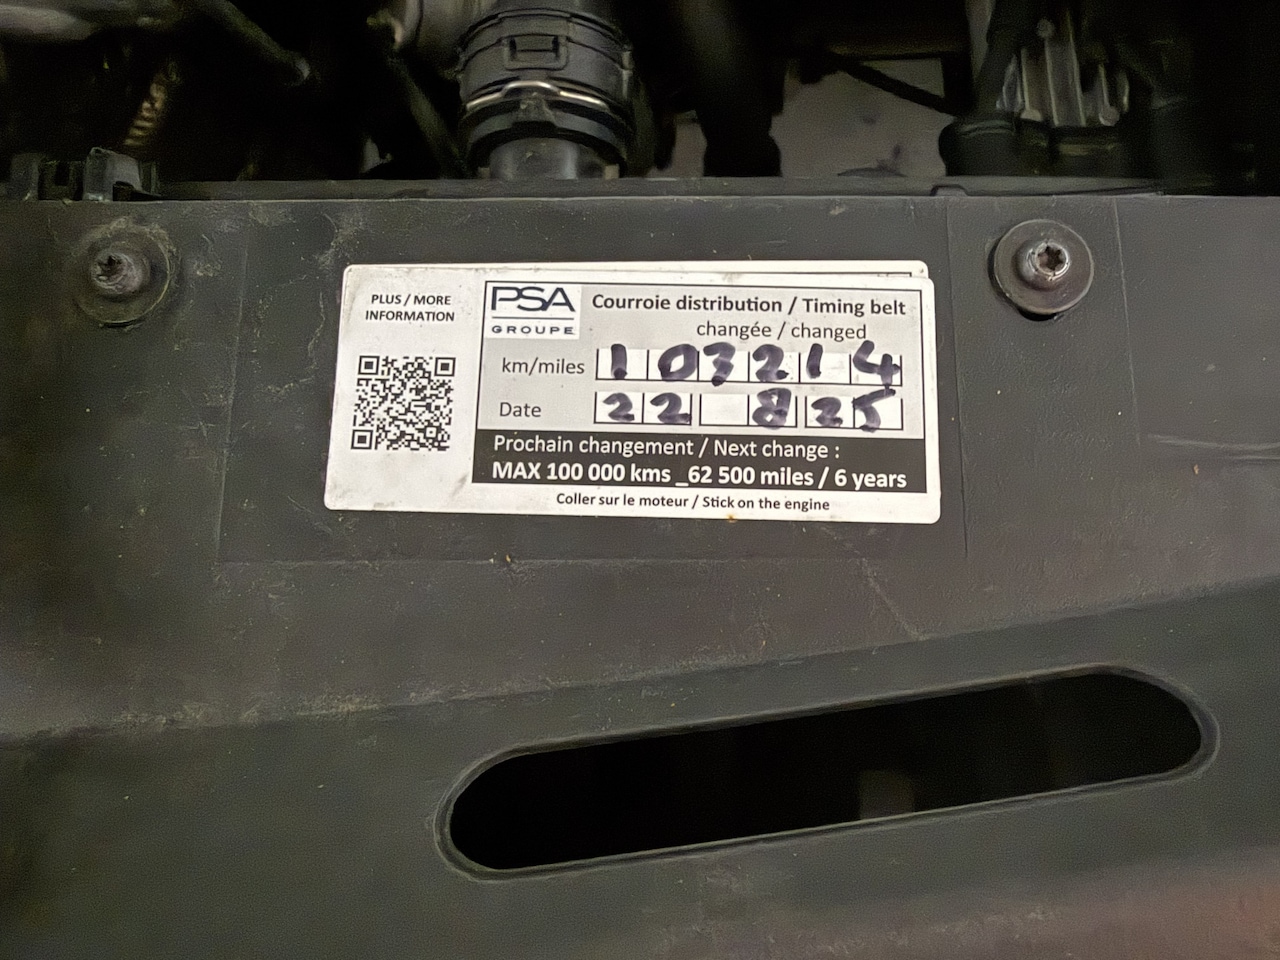 PLUS / MORE
INFORMATION
PSA
GROUPE
Courroie distribution / Timing belt
changée / changed
km/miles 103214
Date 22 8 25
Prochain changement / Next change :
MAX 100 000 kms _62 500 miles / 6 years
Coller sur le moteur / Stick on the engine